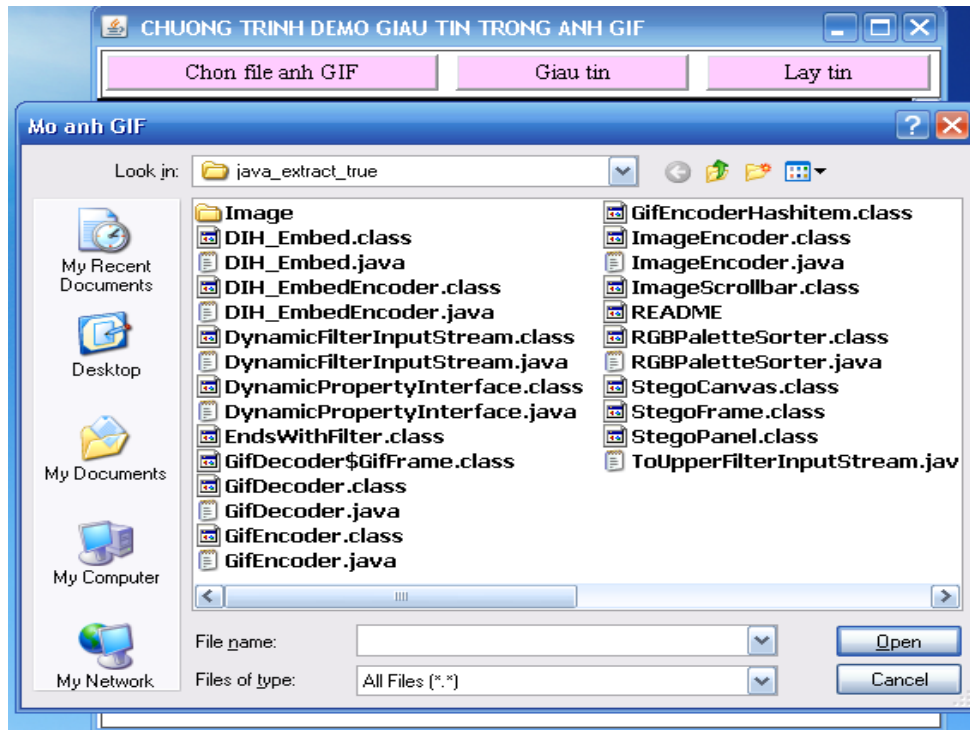 CHUONG TRINH DEMO GIAU TIN TRONG ANH GIF
Chon file anh GIF
Giau tin
Lay tin
Mo anh GIF
Look in:
java_extract_true
My Recent
Documents
Desktop
My Documents
My Computer
My Network
Image
DIH_Embed.class
DIH_Embed.java
DIH_EmbedEncoder.class
DIH_EmbedEncoder.java
DynamicFilterInputStream.class
DynamicFilterInputStream.java
DynamicPropertyInterface.class
DynamicPropertyInterface.java
EndsWithFilter.class
GifDecoder$GifFrame.class
GifDecoder.class
GifDecoder.java
GifEncoder.class
GifEncoder.java
GifEncoderHashitem.class
ImageEncoder.class
ImageEncoder.java
ImageScrollbar.class
README
RGBPaletteSorter.class
RGBPaletteSorter.java
StegoCanvas.class
StegoFrame.class
StegoPanel.class
ToUpperFilterInputStream.jav
File name:
Open
Files of type:
All Files (*.*)
Cancel